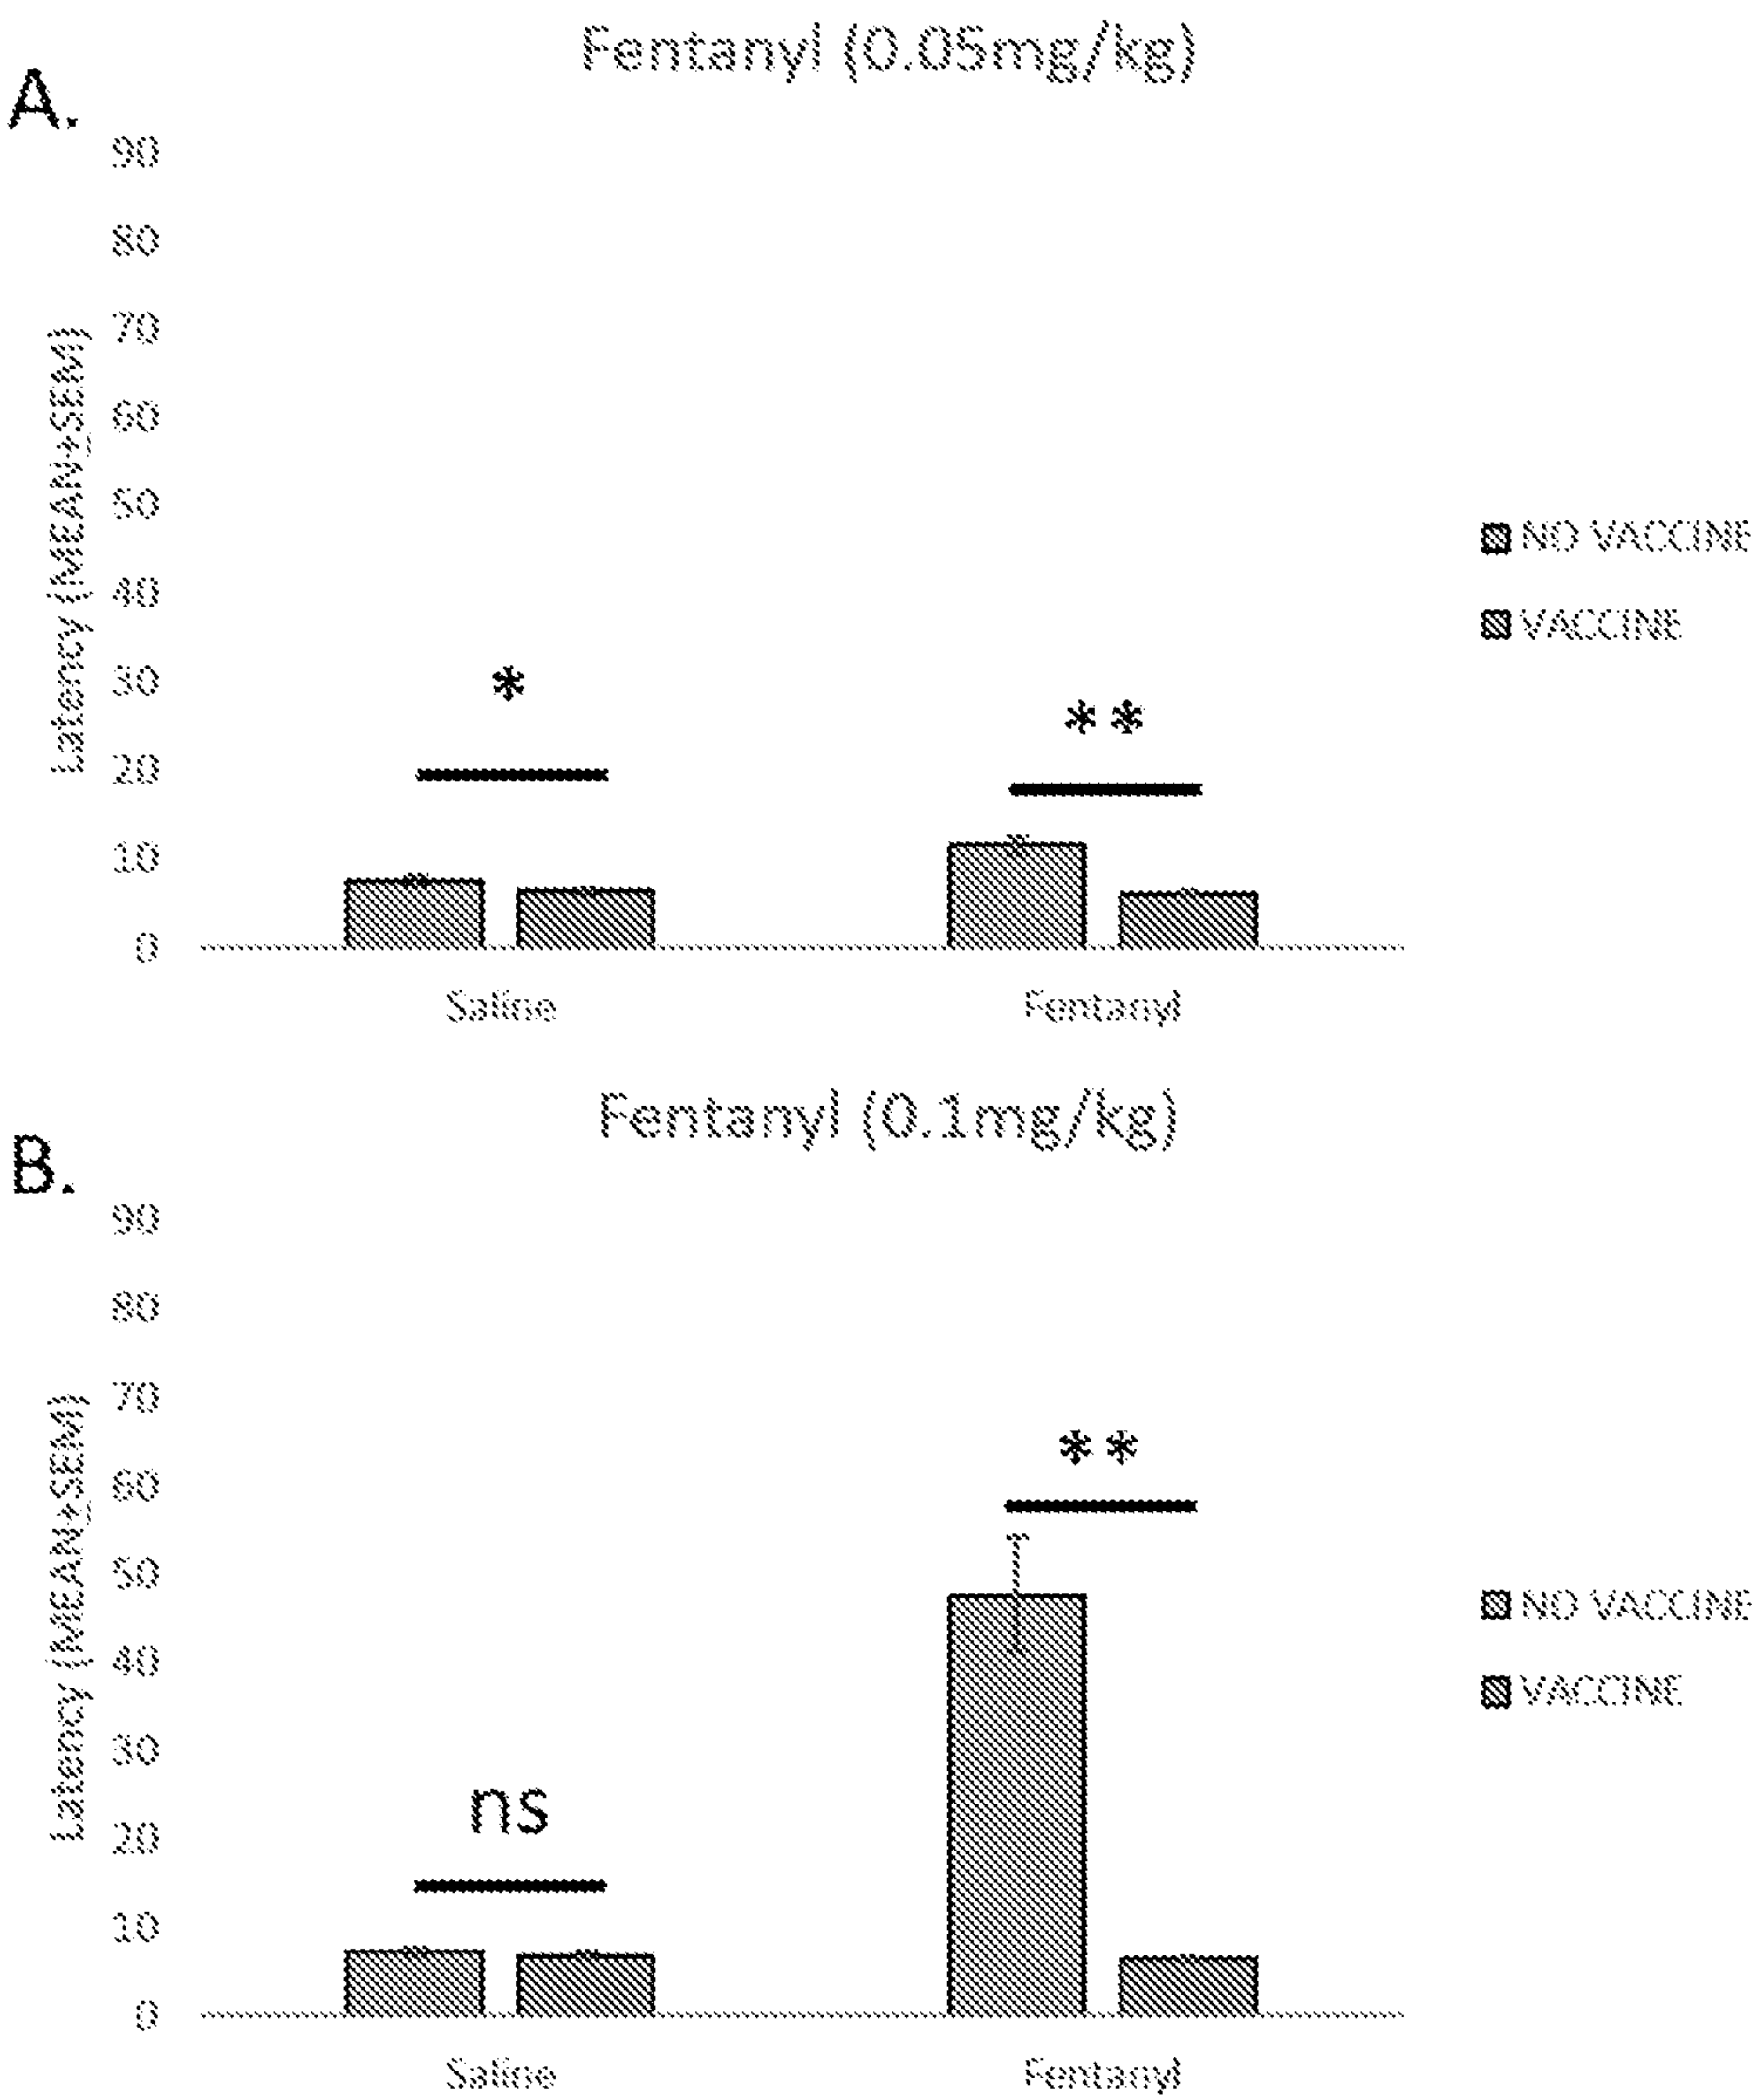 Fentanyl (0.05mg/kg)
A.
90
80
70
60
50
40
30
20
10
0
Latency (MEAN±SEM)
*
**
NO VACCINE
VACCINE
Saline
Fentanyl
Fentanyl (0.1mg/kg)
B.
90
80
70
60
50
40
30
20
10
0
Latency (MEAN±SEM)
ns
**
NO VACCINE
VACCINE
Saline
Fentanyl